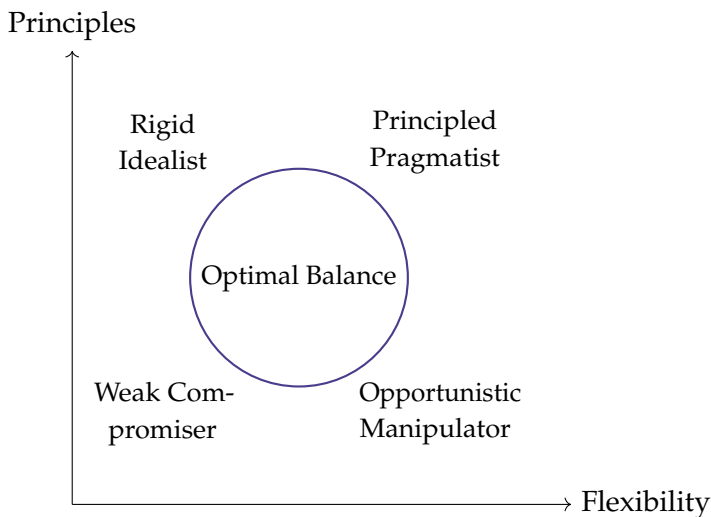 Principles
Rigid
Idealist
Principled
Pragmatist
Optimal Balance
Weak Com-
promiser
Opportunistic
Manipulator
Flexibility